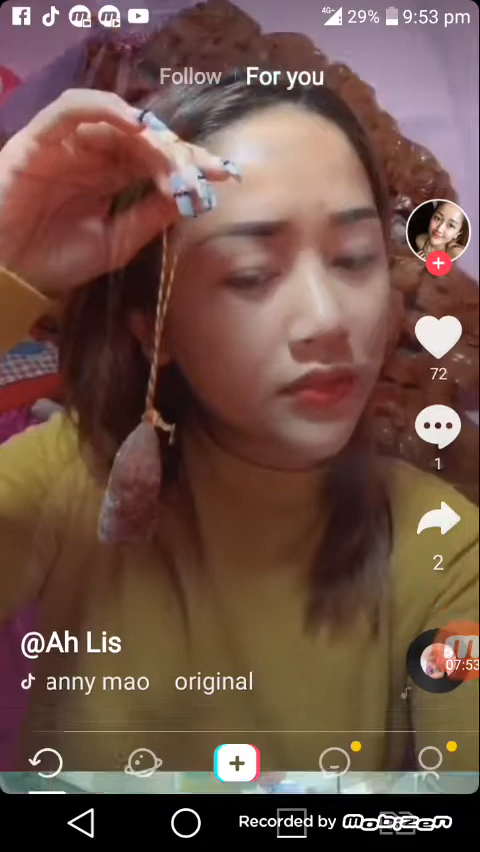 4G+ 29% 9:53 pm
Follow For you
72
1
2
@Ah Lis
07:53
anny mao original
Recorded by MOBIZEN